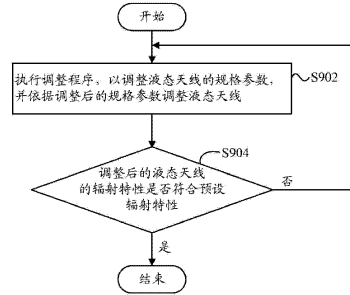 开始
执行调整程序，以调整液态天线的规格参数，
并依据调整后的规格参数调整液态天线
S902
S904
调整后的液态天线
的辐射特性是否符合预设
辐射特性
否
是
结束